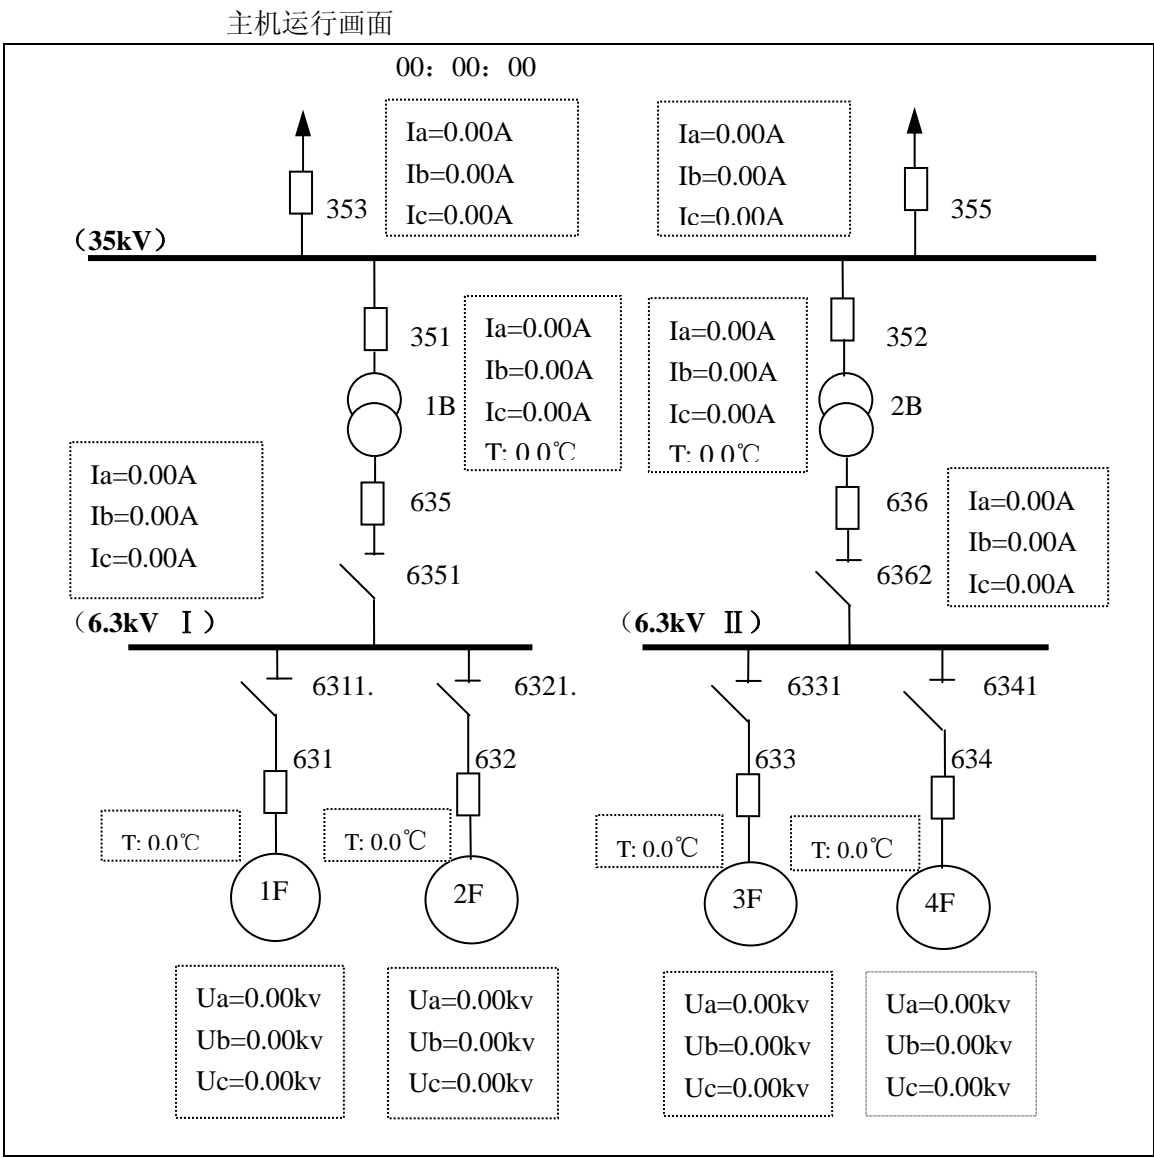 主机运行画面
00：00：00
Ia=0.00A
Ib=0.00A
Ic=0.00A
Ia=0.00A
Ib=0.00A
Ic=0.00A
353
355
（35kV）
351
Ia=0.00A
Ib=0.00A
Ic=0.00A
T: 0.0℃
Ia=0.00A
Ib=0.00A
Ic=0.00A
T: 0.0℃
352
1B
2B
Ia=0.00A
Ib=0.00A
Ic=0.00A
635
636
Ia=0.00A
Ib=0.00A
Ic=0.00A
6351
6362
（6.3kV Ⅰ）
（6.3kV Ⅱ）
6311.
6321.
6331
6341
631
632
633
634
T: 0.0℃
T: 0.0℃
T: 0.0℃
T: 0.0℃
1F
2F
3F
4F
Ua=0.00kv
Ub=0.00kv
Uc=0.00kv
Ua=0.00kv
Ub=0.00kv
Uc=0.00kv
Ua=0.00kv
Ub=0.00kv
Uc=0.00kv
Ua=0.00kv
Ub=0.00kv
Uc=0.00kv